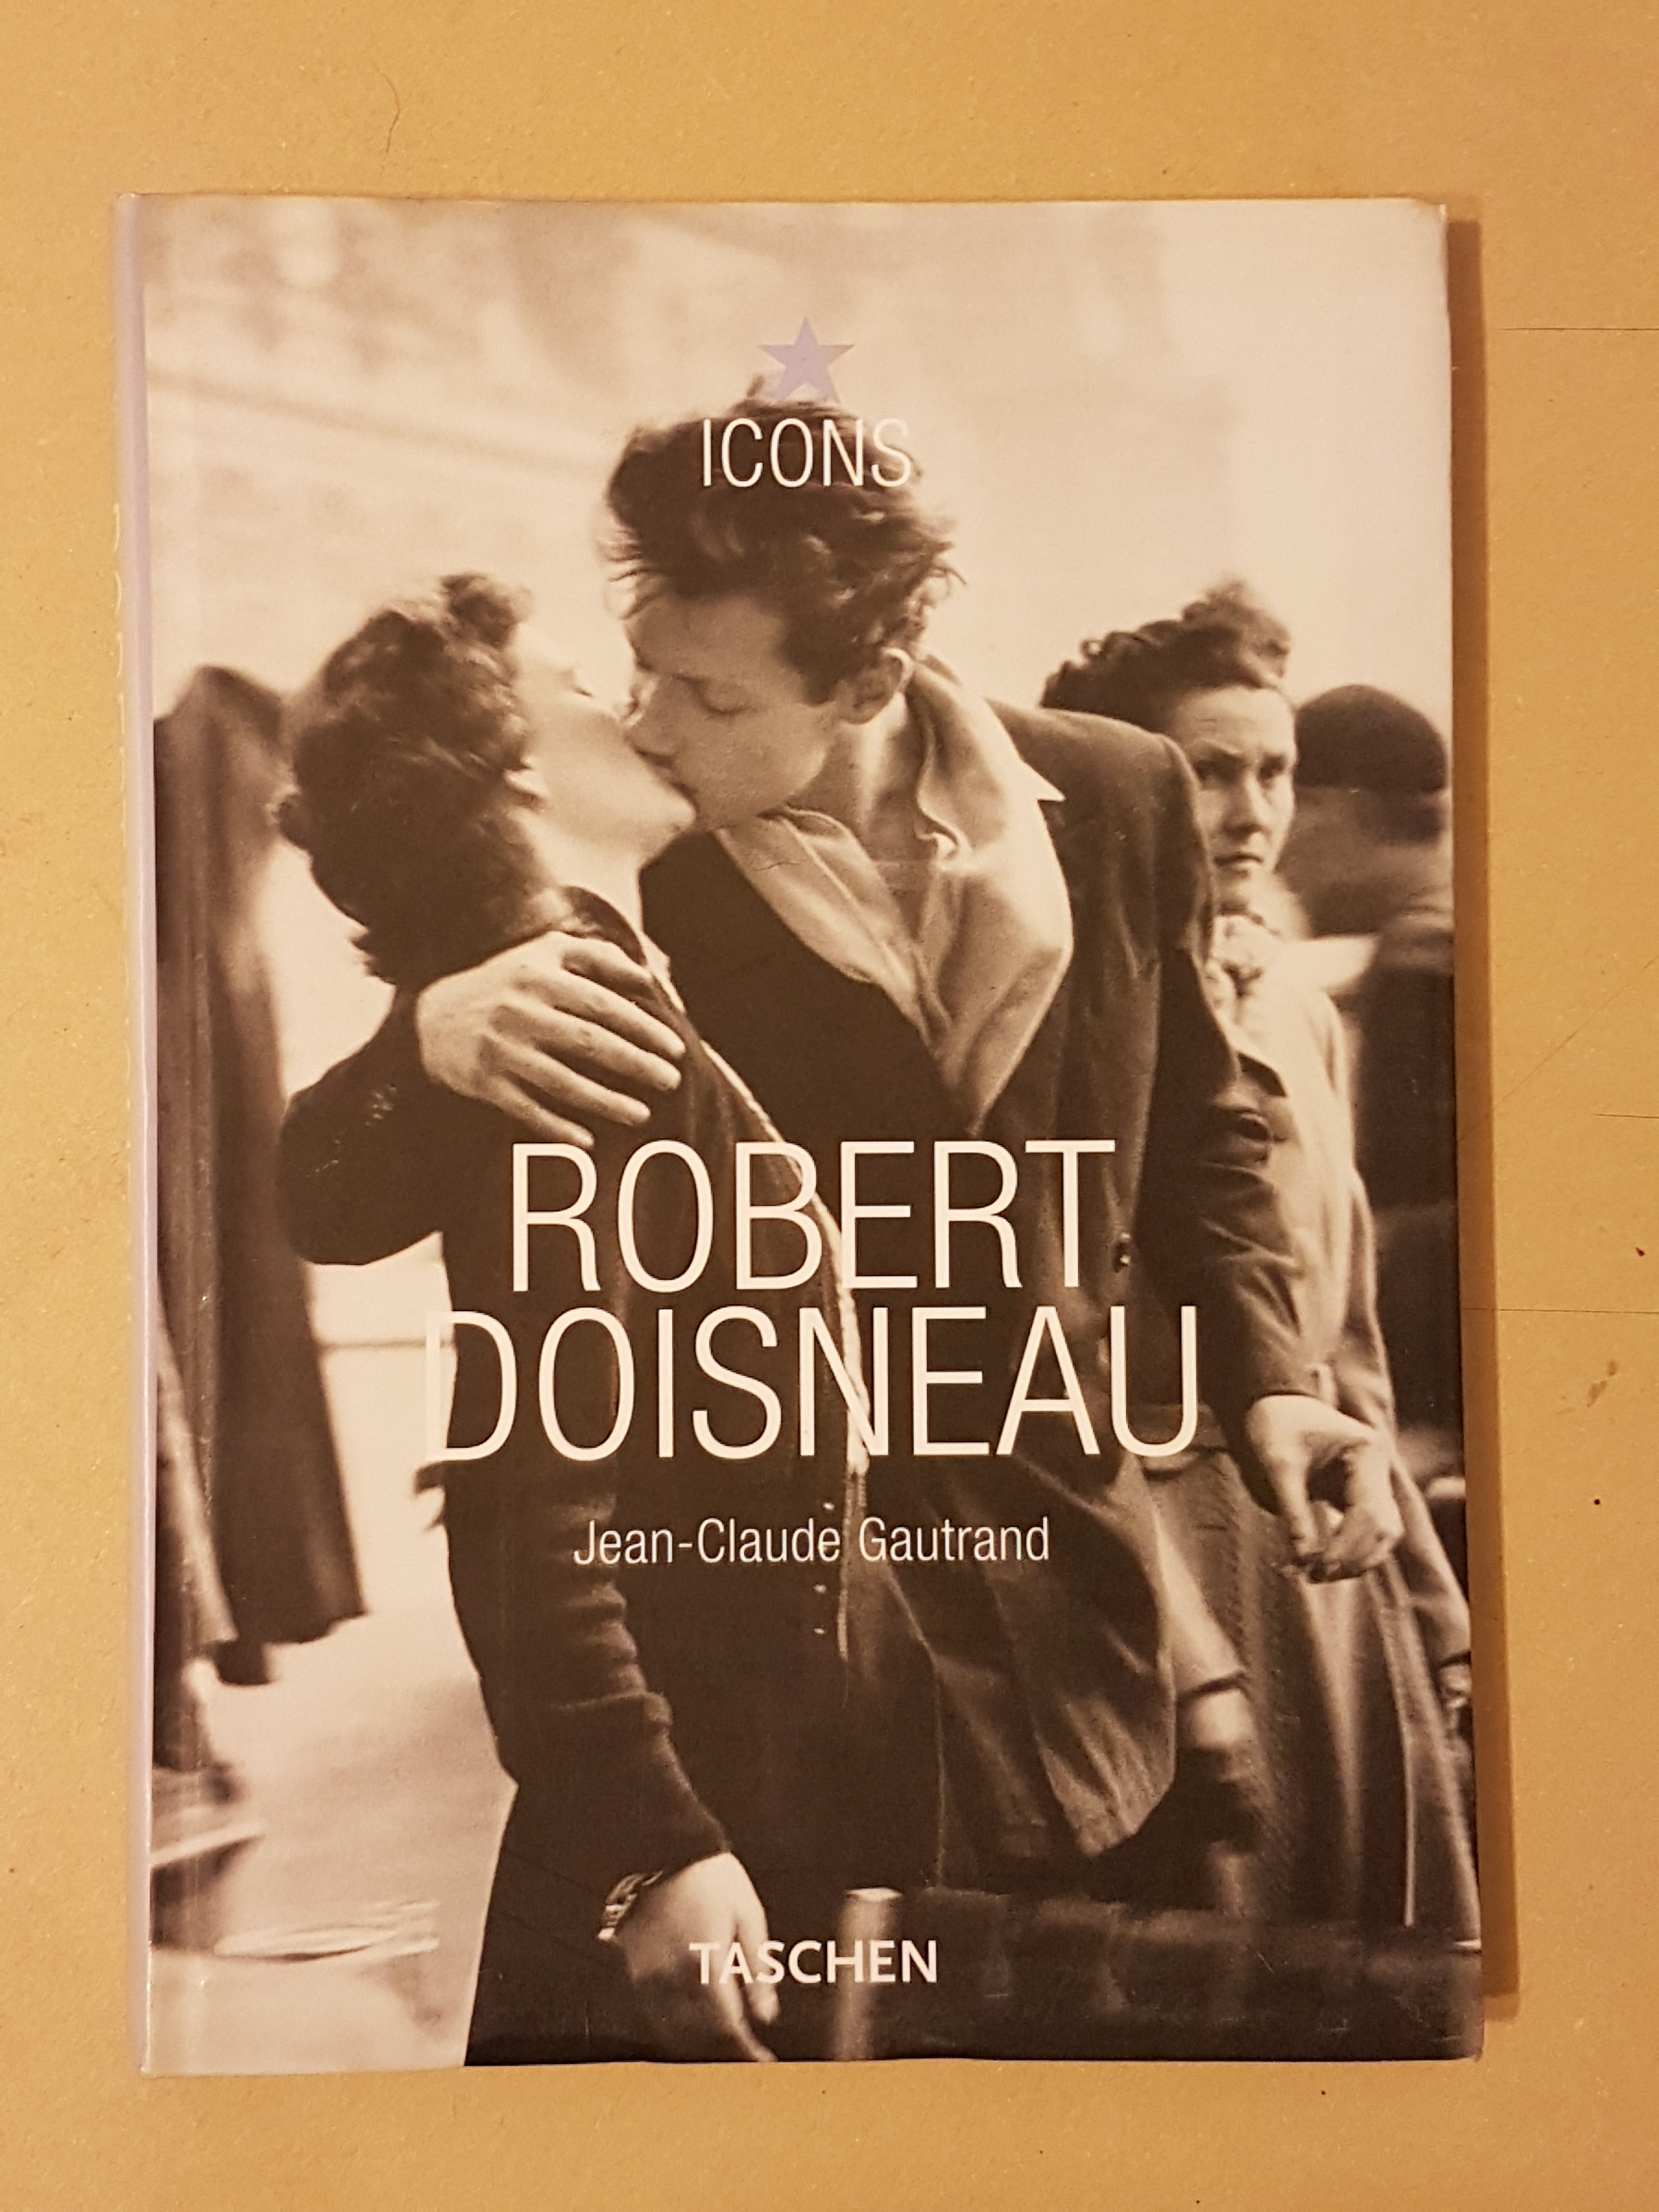 ICONS
ROBERT
DOISNEAU
Jean-Claude Gautrand
TASCHEN